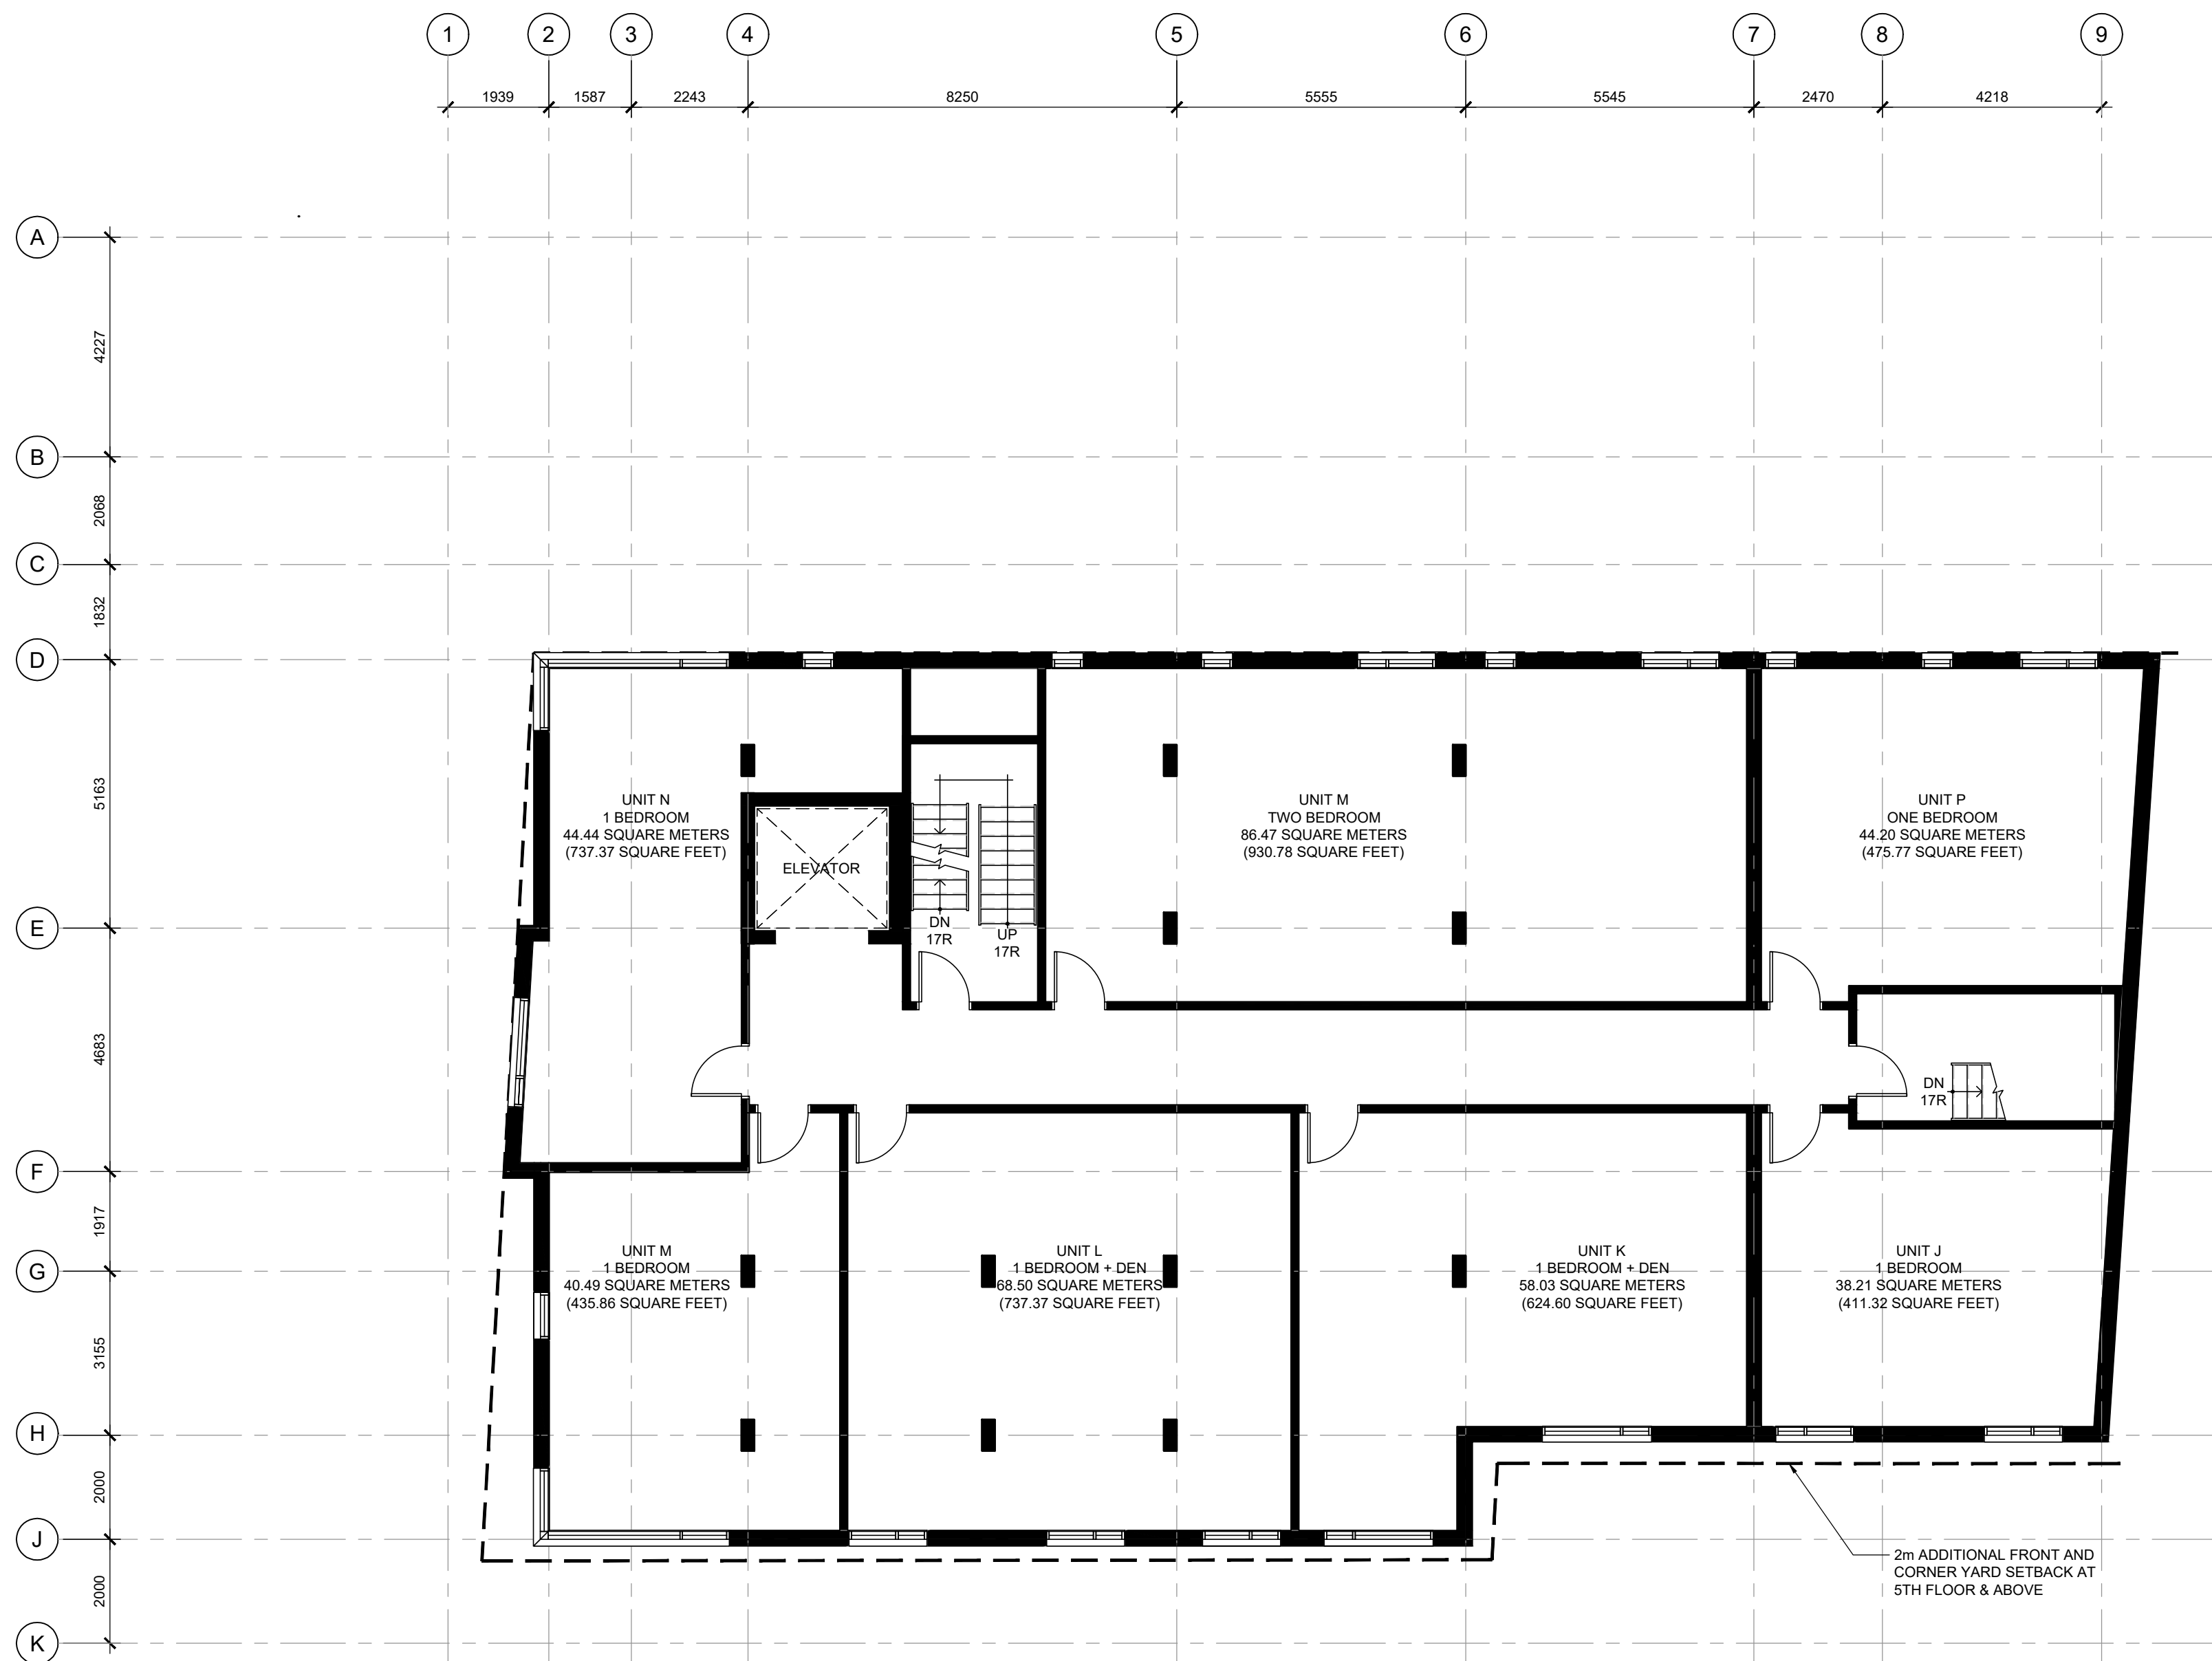 1 2 3 4 5 6 7 8 9
1939 1587 2243 8250 5555 5545 2470 4218
A
4227
B
2068
C
1832
D
5163
E
4683
F
1917
G
3155
H
2000
J
2000
K
UNIT N
1 BEDROOM
44.44 SQUARE METERS
(737.37 SQUARE FEET)
ELEVATOR
DN
17R
UP
17R
UNIT M
TWO BEDROOM
86.47 SQUARE METERS
(930.78 SQUARE FEET)
UNIT P
ONE BEDROOM
44.20 SQUARE METERS
(475.77 SQUARE FEET)
DN
17R
UNIT M
1 BEDROOM
40.49 SQUARE METERS
(435.86 SQUARE FEET)
UNIT L
1 BEDROOM + DEN
68.50 SQUARE METERS
(737.37 SQUARE FEET)
UNIT K
1 BEDROOM + DEN
58.03 SQUARE METERS
(624.60 SQUARE FEET)
UNIT J
1 BEDROOM
38.21 SQUARE METERS
(411.32 SQUARE FEET)
2m ADDITIONAL FRONT AND
CORNER YARD SETBACK AT
5TH FLOOR & ABOVE